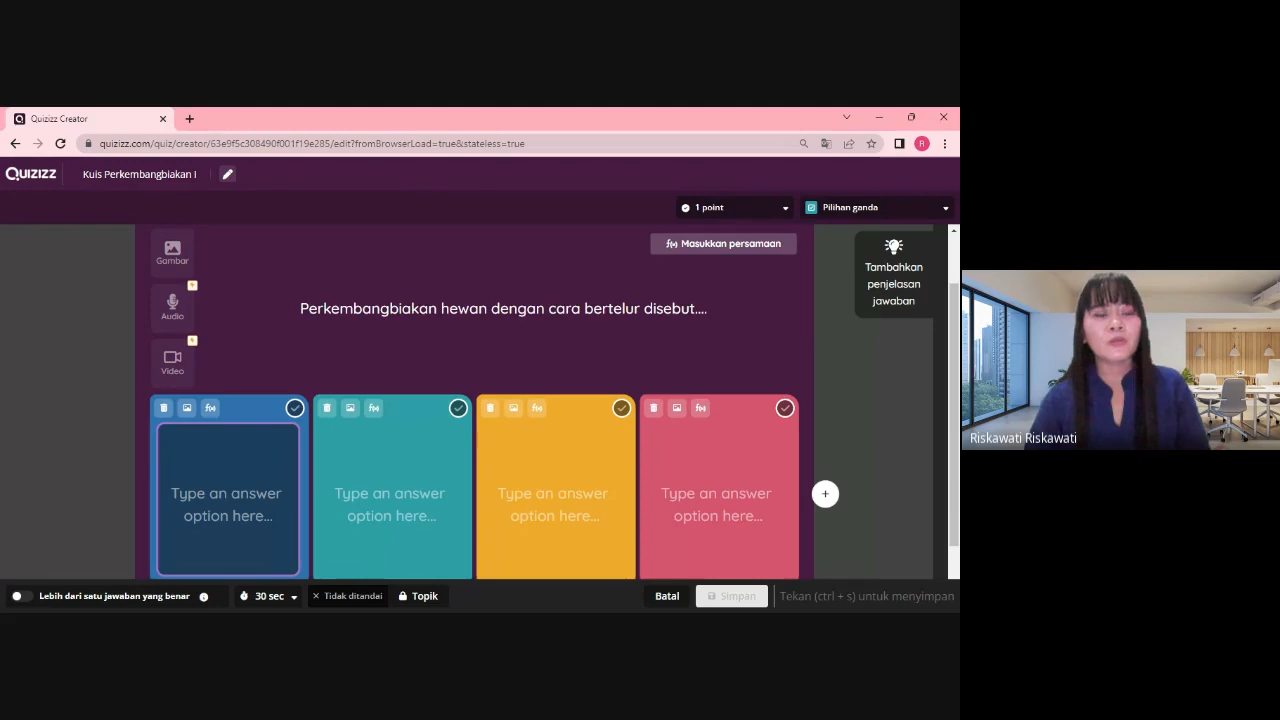 Quizizz Creator
quizizz.com/quiz/creator/63e9f5c308490f001f19e285/edit?fromBrowserLoad=true&stateless=true
R
QUIZIZZ
Kuis Perkembangbiakan I
1 point
Pilihan ganda
Gambar
f(x) Masukkan persamaan
Tambahkan
penjelasan
jawaban
Audio
Perkembangbiakan hewan dengan cara bertelur disebut....
Video
f(x)
f(x)
f(x)
f(x)
Type an answer
option here...
Type an answer
option here...
Type an answer
option here...
Type an answer
option here...
Riskawati Riskawati
Lebih dari satu jawaban yang benar
30 sec
Tidak ditandai
Topik
Batal
Simpan
Tekan (ctrl + s) untuk menyimpan